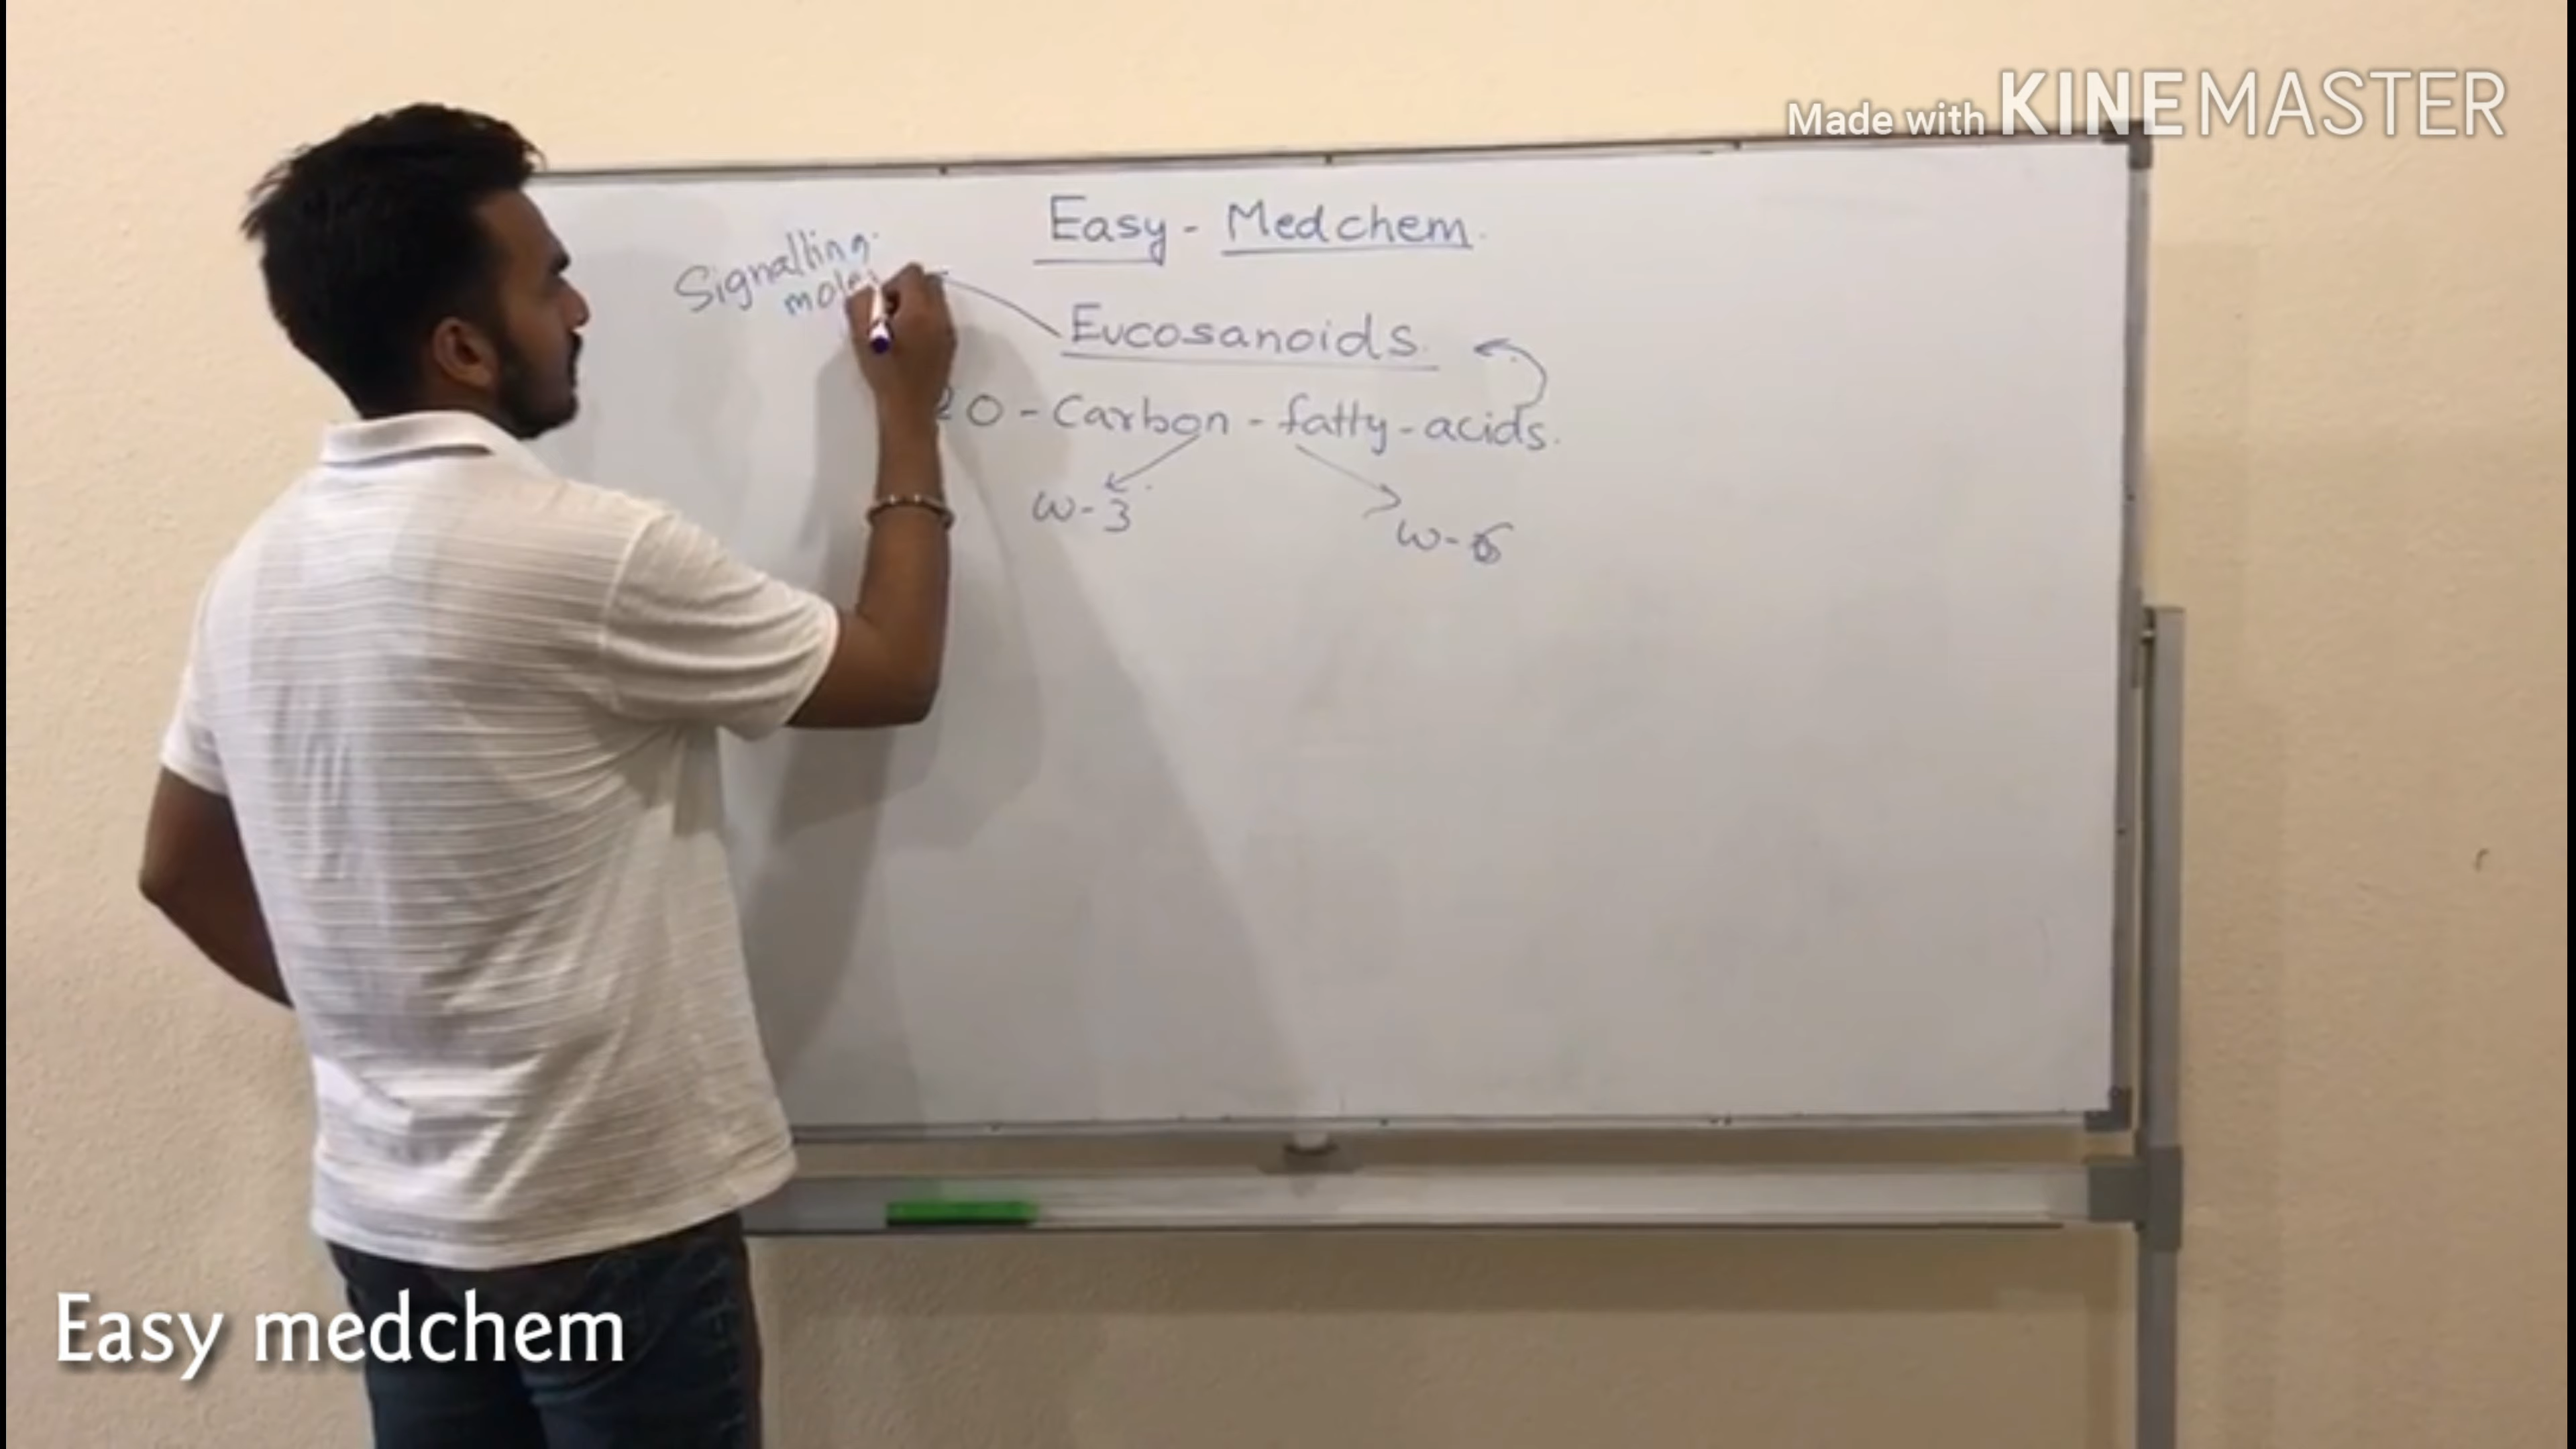 Made with KINEMASTER
Easy - Medchem.
Signalling
Eucosanoids.
20 - Carbon - fatty - acids.
ω-3
ω-6
Easy medchem